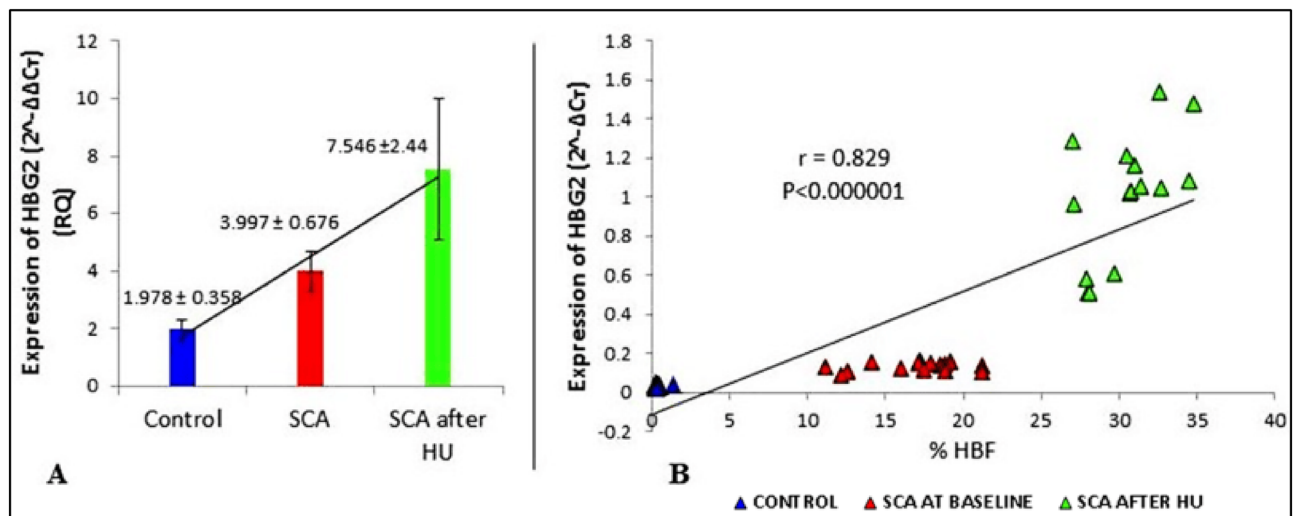 Expression of HBG2 (2^-ΔΔCт)
(RQ)
12
10
8
6
4
2
0
1.978± 0.358
3.997± 0.676
7.546 ±2.44
Control
SCA
SCA after
HU
A
Expression of HBG2 (2^-ΔCт)
1.8
1.6
1.4
1.2
1
0.8
0.6
0.4
0.2
0
-0.2
r = 0.829
P<0.000001
0
5
10
15
20
25
30
35
40
% HBF
B
CONTROL
SCA AT BASELINE
SCA AFTER HU